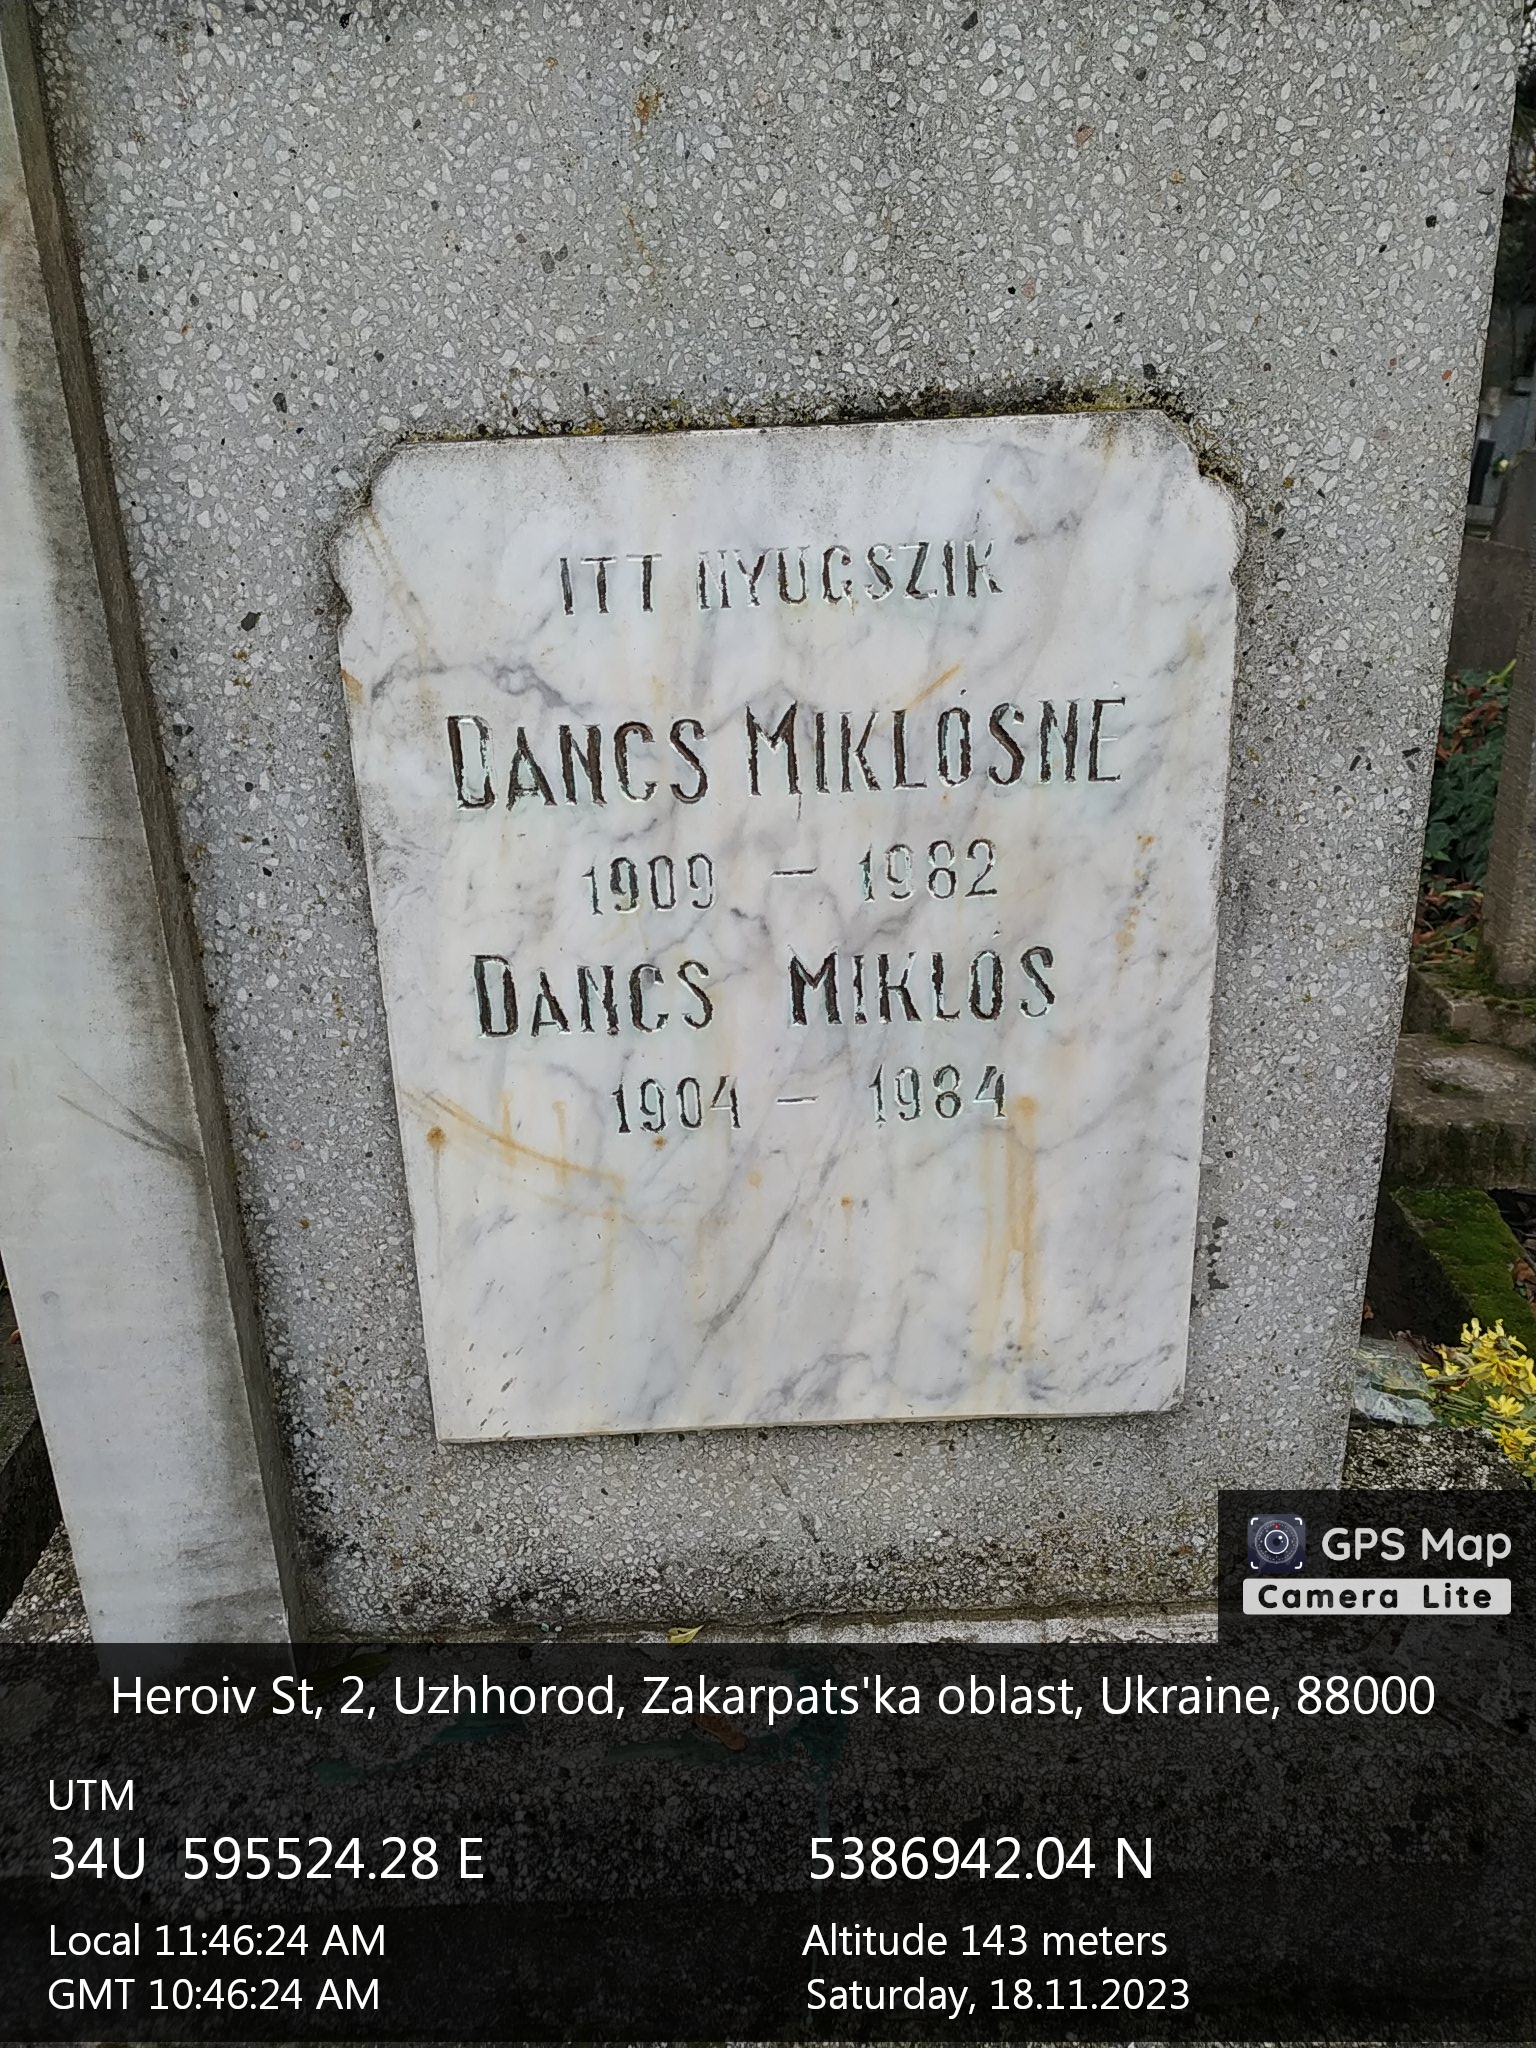 ITT NYUGSZIK
DANCS MIKLÓSNÉ
1909 – 1982
DANCS MIKLÓS
1904 – 1984
GPS Map
Camera Lite
Heroiv St, 2, Uzhhorod, Zakarpats'ka oblast, Ukraine, 88000
UTM
34U 595524.28 E 5386942.04 N
Local 11:46:24 AM Altitude 143 meters
GMT 10:46:24 AM Saturday, 18.11.2023